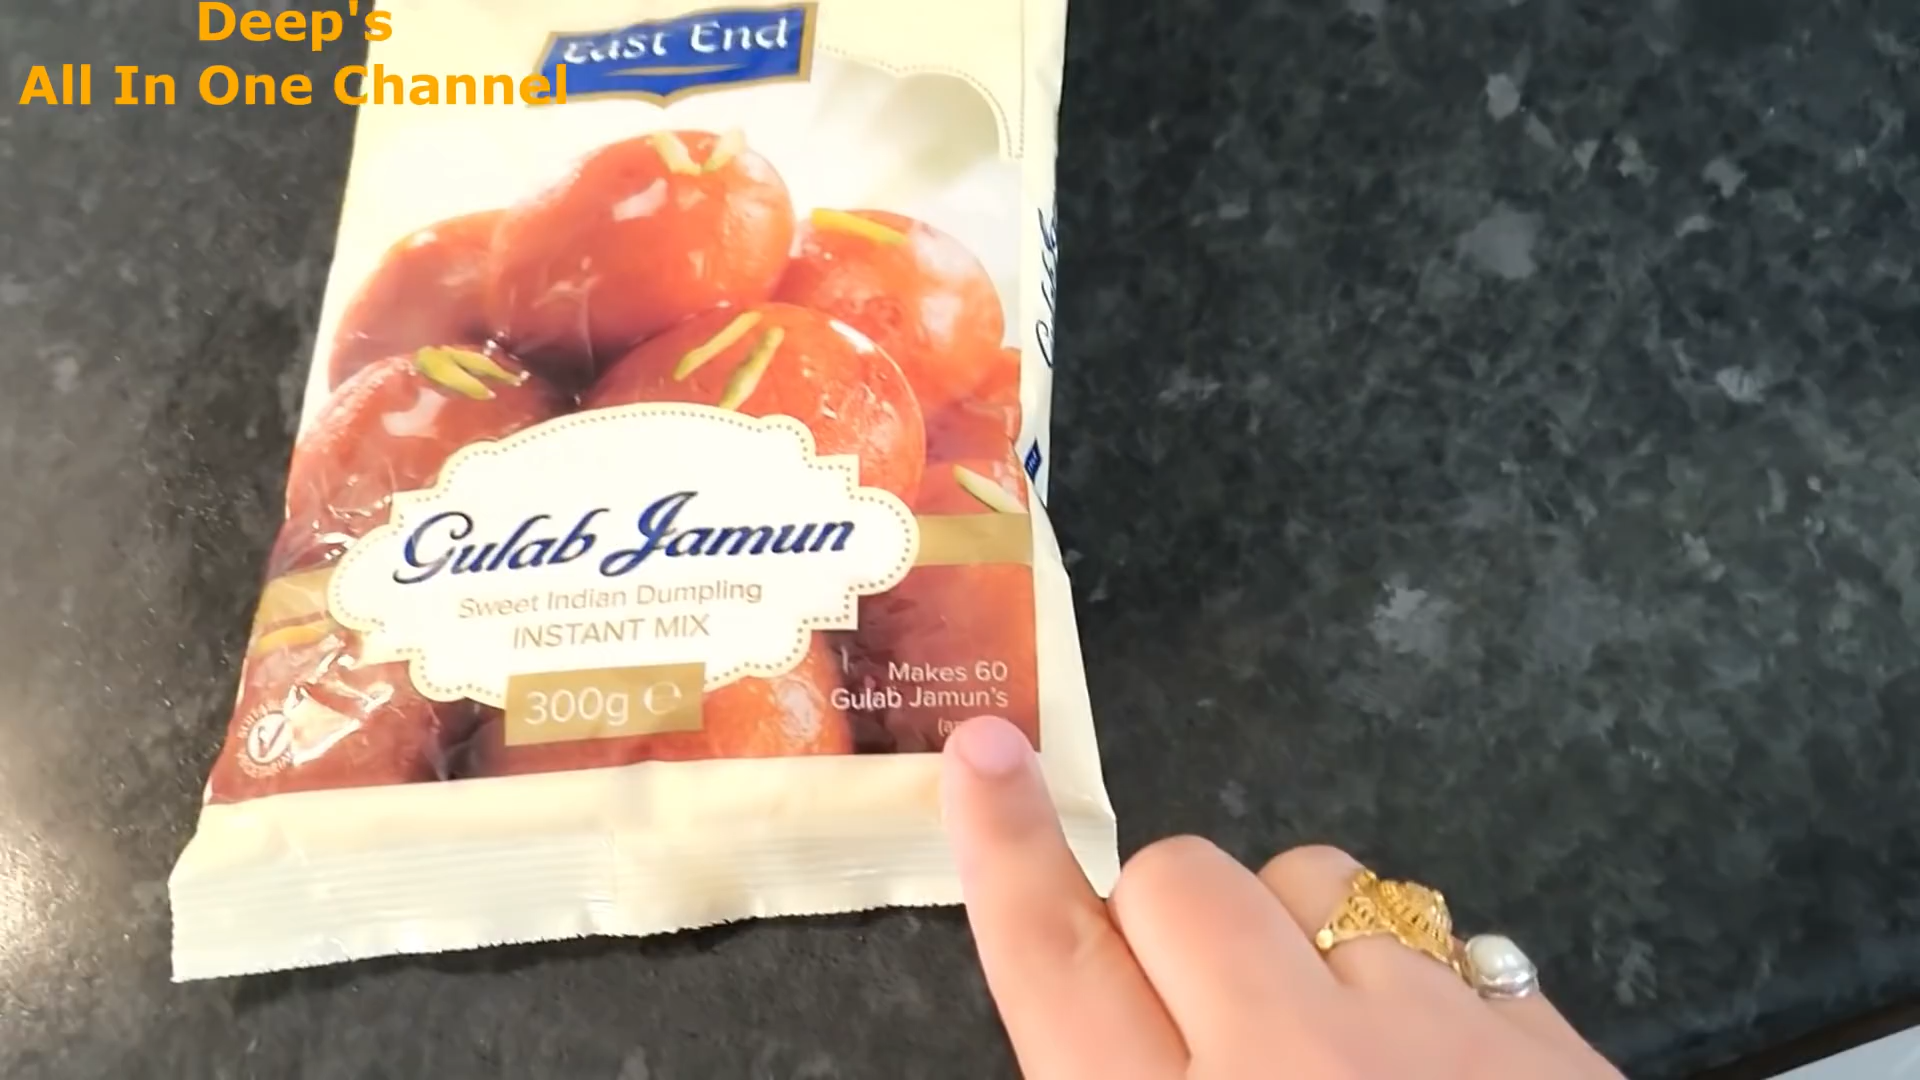 Deep's
All In One Channel
East End
Gulab Jamun
Sweet Indian Dumpling
INSTANT MIX
300g ℮
Makes 60
Gulab Jamun's